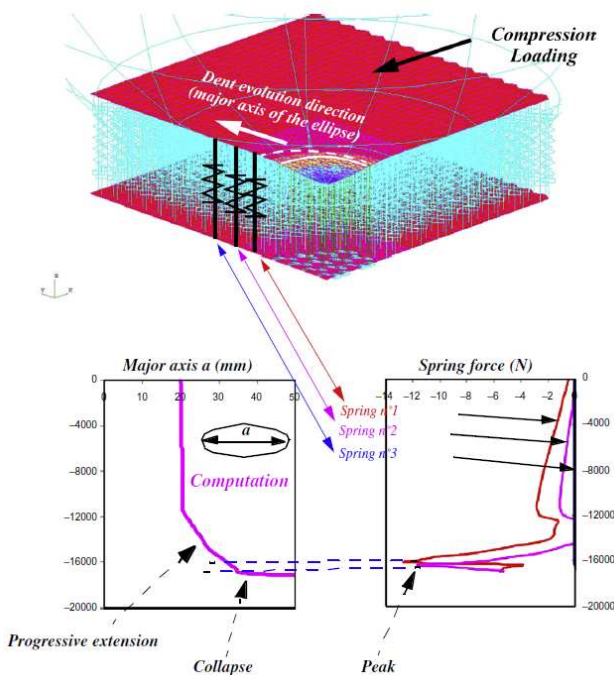 Compression
Loading
Dent evolution direction
(major axis of the ellipse)
Major axis a (mm)
0 10 20 30 40 50
0
-4000
-8000
-12000
-16000
-20000
a
Computation
Spring n°1
Spring n°2
Spring n°3
Spring force (N)
-14 -12 -10 -8 -6 -4 -2 0
0
-4000
-8000
-12000
-16000
-20000
Progressive extension
Collapse
Peak